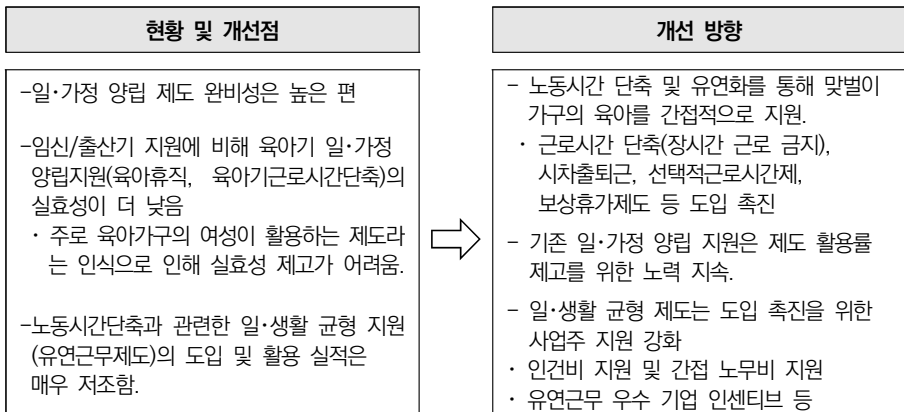 현황 및 개선점
-일·가정 양립 제도 완비성은 높은 편
-임신/출산기 지원에 비해 육아기 일·가정
양립지원(육아휴직, 육아기근로시간단축)의
실효성이 더 낮음
· 주로 육아가구의 여성이 활용하는 제도라
는 인식으로 인해 실효성 제고가 어려움.
-노동시간단축과 관련한 일·생활 균형 지원
(유연근무제도)의 도입 및 활용 실적은
매우 저조함.
개선 방향
- 노동시간 단축 및 유연화를 통해 맞벌이
가구의 육아를 간접적으로 지원.
· 근로시간 단축(장시간 근로 금지),
시차출퇴근, 선택적근로시간제,
보상휴가제도 등 도입 촉진
- 기존 일·가정 양립 지원은 제도 활용률
제고를 위한 노력 지속.
- 일·생활 균형 제도는 도입 촉진을 위한
사업주 지원 강화
· 인건비 지원 및 간접 노무비 지원
· 유연근무 우수 기업 인센티브 등